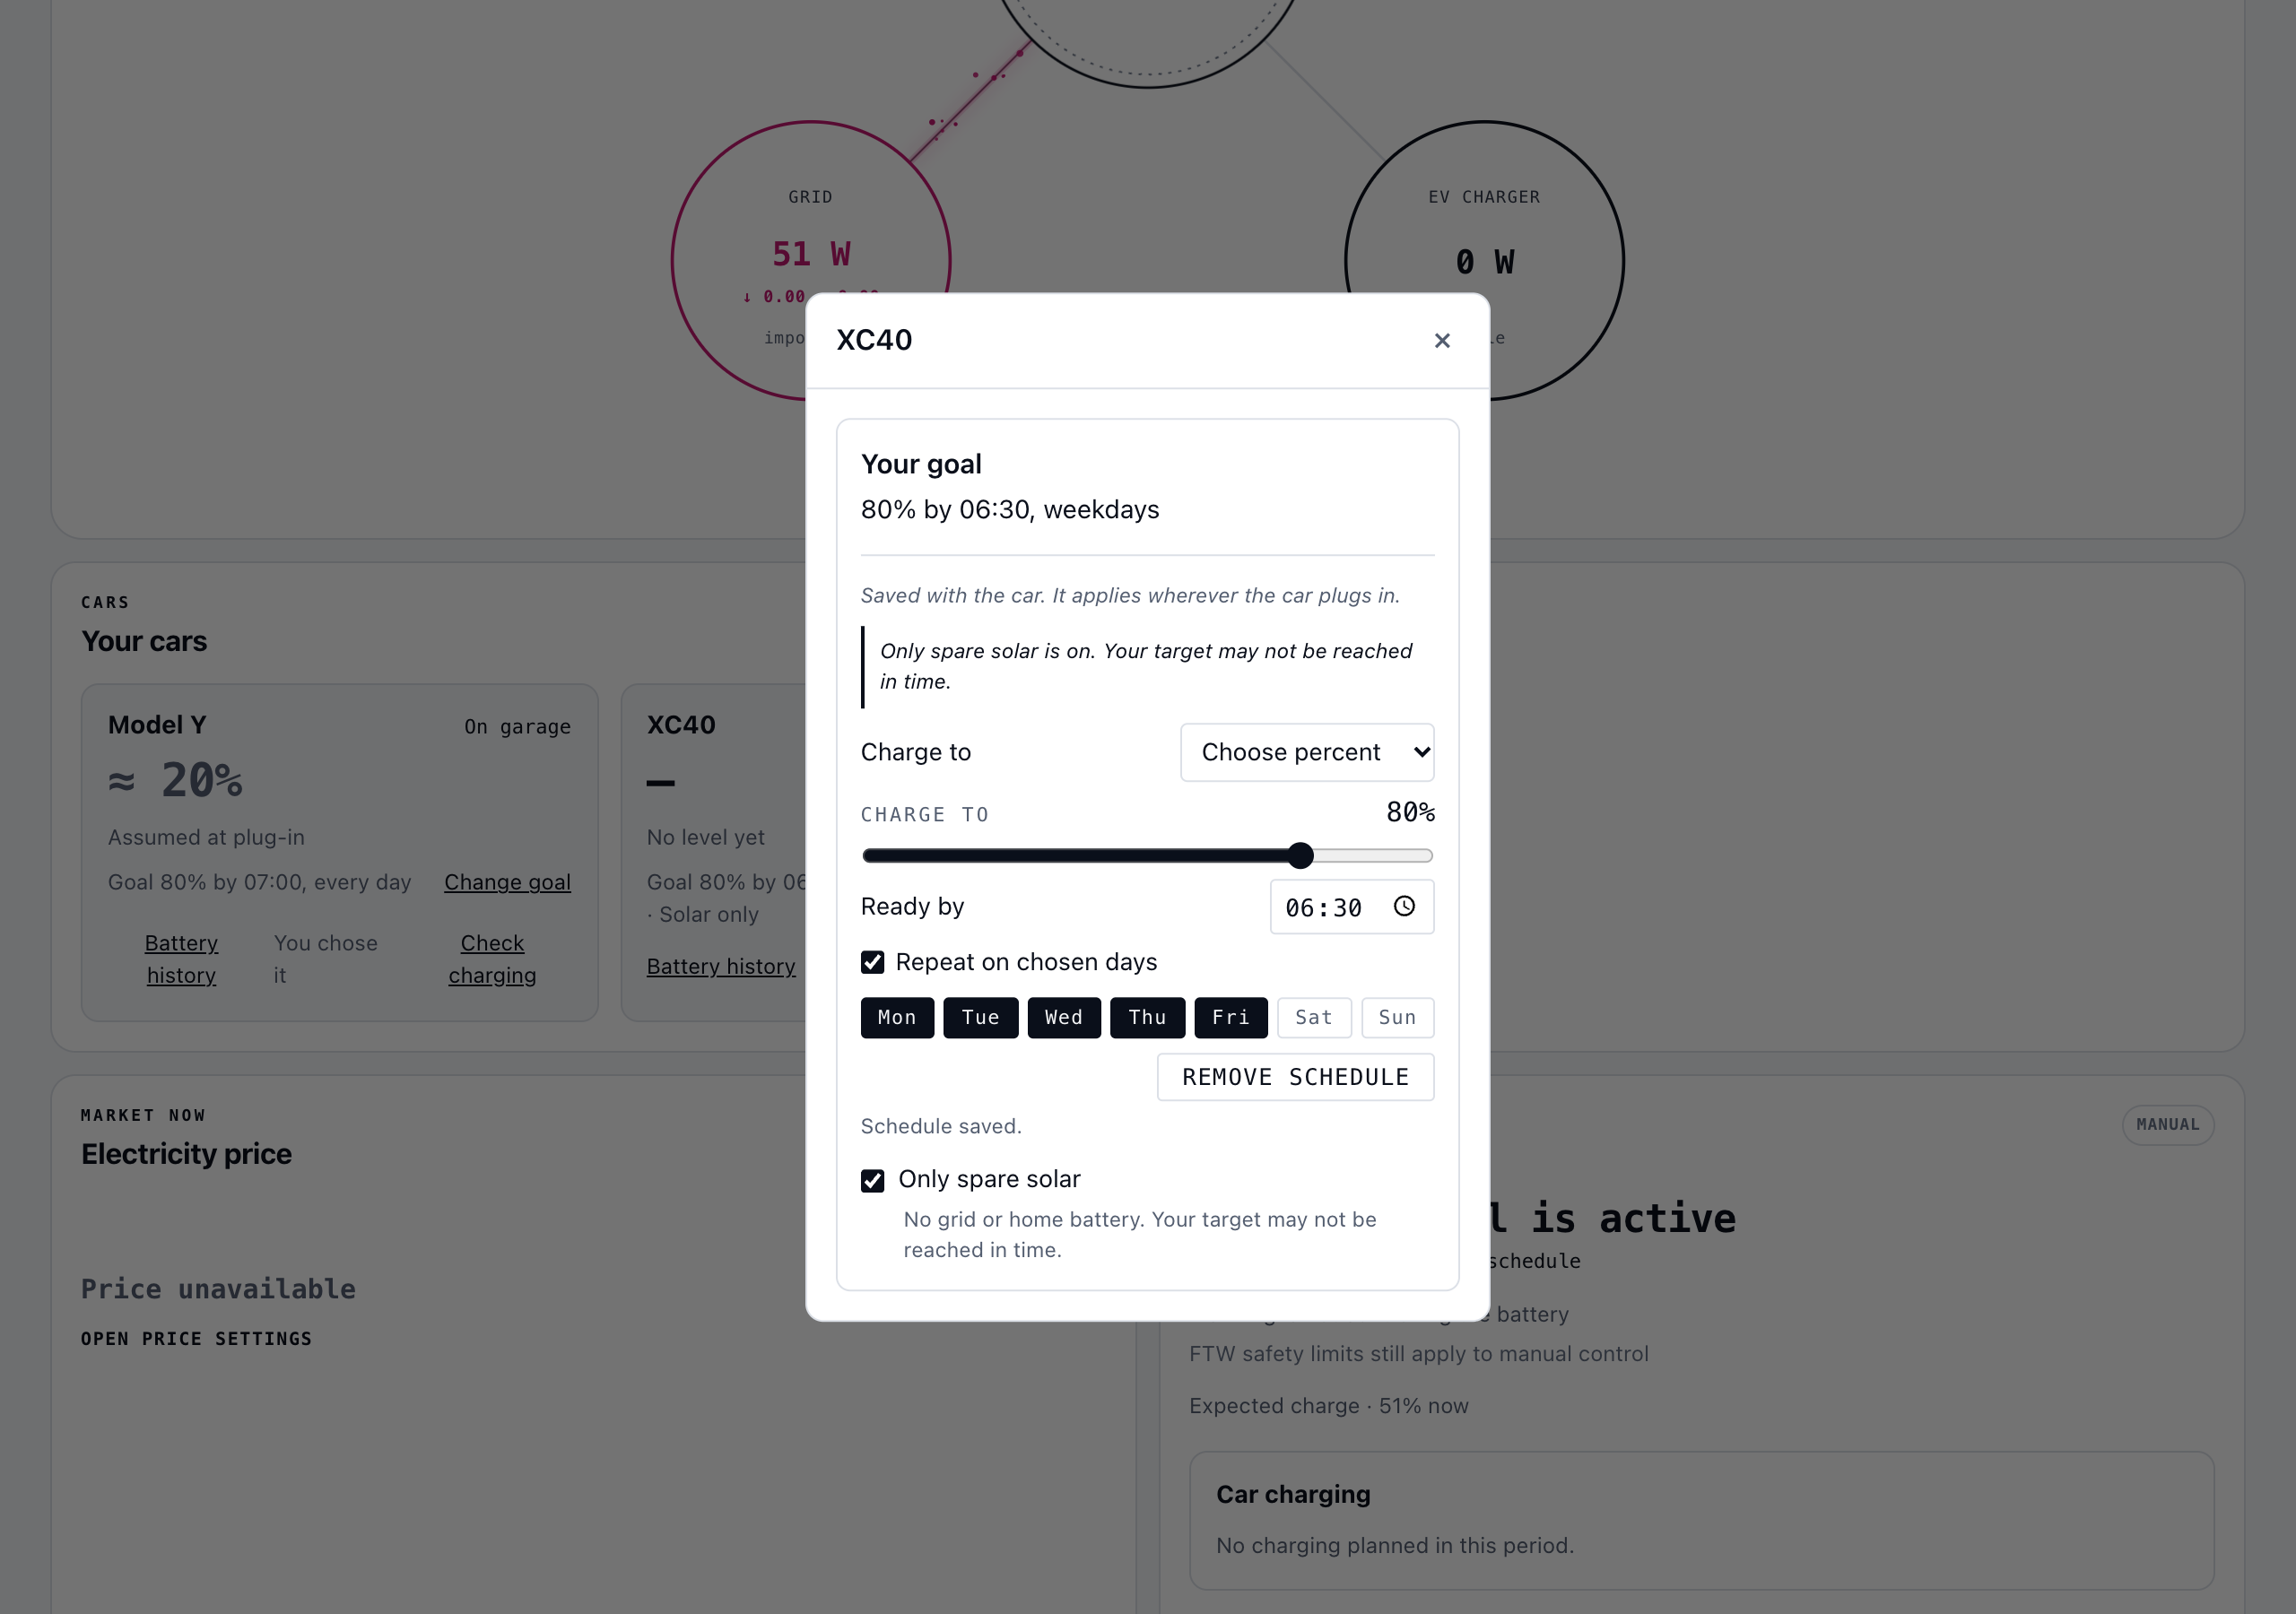 GRID
51 W
↓ 0.00
impo
EV CHARGER
0 W
XC40
×
Your goal
80% by 06:30, weekdays
Saved with the car. It applies wherever the car plugs in.
Only spare solar is on. Your target may not be reached
in time.
Charge to
Choose percent
CHARGE TO
80%
Ready by
06:30
Repeat on chosen days
Mon Tue Wed Thu Fri Sat Sun
REMOVE SCHEDULE
Schedule saved.
Only spare solar
No grid or home battery. Your target may not be
reached in time.
CARS
Your cars
Model Y
On garage
≈ 20%
Assumed at plug-in
Goal 80% by 07:00, every day
Change goal
Battery
history
You chose
it
Check
charging
XC40
—
No level yet
Goal 80% by 06
· Solar only
Battery history
MARKET NOW
Electricity price
Price unavailable
OPEN PRICE SETTINGS
MANUAL
l is active
schedule
battery
FTW safety limits still apply to manual control
Expected charge · 51% now
Car charging
No charging planned in this period.